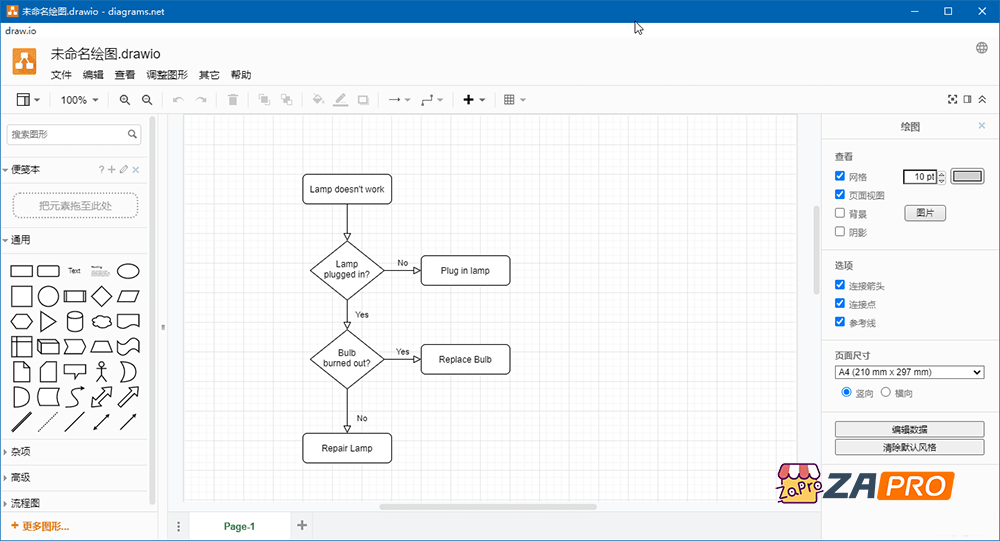 未命名绘图.drawio - diagrams.net
draw.io
未命名绘图.drawio
文件 编辑 查看 调整图形 其它 帮助
100%
搜索图形
便笺本
?
把元素拖至此处
通用
Text
杂项
高级
流程图
+ 更多图形...
Lamp doesn't work
Lamp
plugged in?
No
Plug in lamp
Yes
Bulb
burned out?
Yes
Replace Bulb
No
Repair Lamp
Page-1
绘图
查看
网格
10 pt
页面视图
背景
图片
阴影
选项
连接箭头
连接点
参考线
页面尺寸
A4 (210 mm x 297 mm)
竖向 横向
编辑数据
清除默认风格
ZaPro
ZAPRO